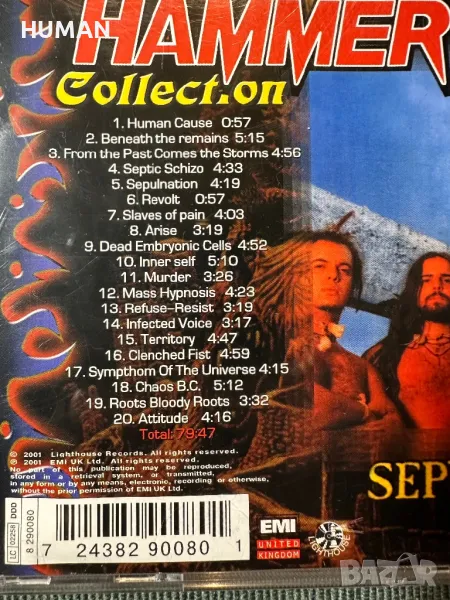 HUMAN
HAMMER
Collection
1. Human Cause 0:57
2. Beneath the remains 5:15
3. From the Past Comes the Storms 4:56
4. Septic Schizo 4:33
5. Sepulnation 4:19
6. Revolt 0:57
7. Slaves of pain 4:03
8. Arise 3:19
9. Dead Embryonic Cells 4:52
10. Inner self 5:10
11. Murder 3:26
12. Mass Hypnosis 4:23
13. Refuse-Resist 3:19
14. Infected Voice 3:17
15. Territory 4:47
16. Clenched Fist 4:59
17. Sympthom Of The Universe 4:15
18. Chaos B.C. 5:12
19. Roots Bloody Roots 3:32
20. Attitude 4:16
Total: 79:47
℗ 2001 Lighthouse Records. All rights reserved.
© 2001 EMI UK Ltd. All rights reserved.
No part of this publication may be reproduced,
stored in a retrieval system, or transmitted,
in any form or by any means, electronic, recording or otherwise,
without the prior permission of EMI UK Ltd.
SEP
LC 02258 DDD
8 290080
7 24382 90080 1
EMI
UNITED
KINGDOM
LIGHTHOUSE
BAZAR
bg